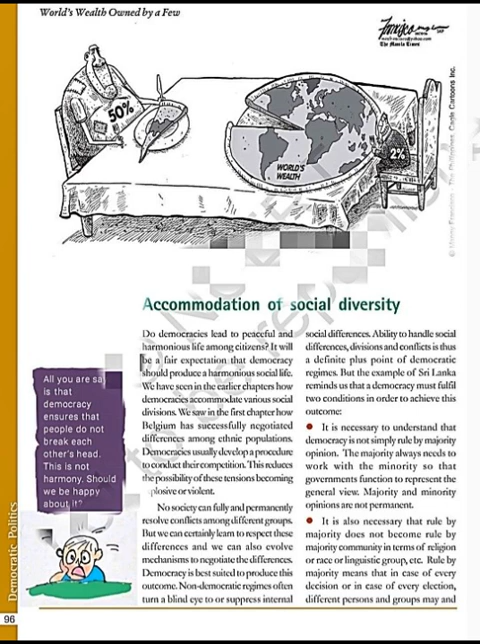 World's Wealth Owned by a Few
The Manila Times
50%
2%
WORLD'S
WEALTH
Accommodation of social diversity
Do democracies lead to peaceful and
harmonious life among citizens? It will
be a fair expectation that democracy
should produce a harmonious social life.
We have seen in the earlier chapters how
democracies accommodate various social
divisions. We saw in the first chapter how
Belgium has successfully negotiated
differences among ethnic populations.
Democracies usually develop a procedure
to conduct their competition. This reduces
the possibility of these tensions becoming
plosive or violent.
No society can fully and permanently
resolve conflicts among different groups.
But we can certainly learn to respect these
differences and we can also evolve
mechanisms to negotiate the differences.
Democracy is best suited to produce this
outcome. Non-democratic regimes often
turn a blind eye to or suppress internal
social differences. Ability to handle social
differences, divisions and conflicts is thus
a definite plus point of democratic
regimes. But the example of Sri Lanka
reminds us that a democracy must fulfil
two conditions in order to achieve this
outcome:
● It is necessary to understand that
democracy is not simply rule by majority
opinion. The majority always needs to
work with the minority so that
governments function to represent the
general view. Majority and minority
opinions are not permanent.
● It is also necessary that rule by
majority does not become rule by
majority community in terms of religion
or race or linguistic group, etc. Rule by
majority means that in case of every
decision or in case of every election,
different persons and groups may and
All you are sa
is that
democracy
ensures that
people do not
break each
other's head.
This is not
harmony. Should
we be happy
about it?
Democratic Politics
96